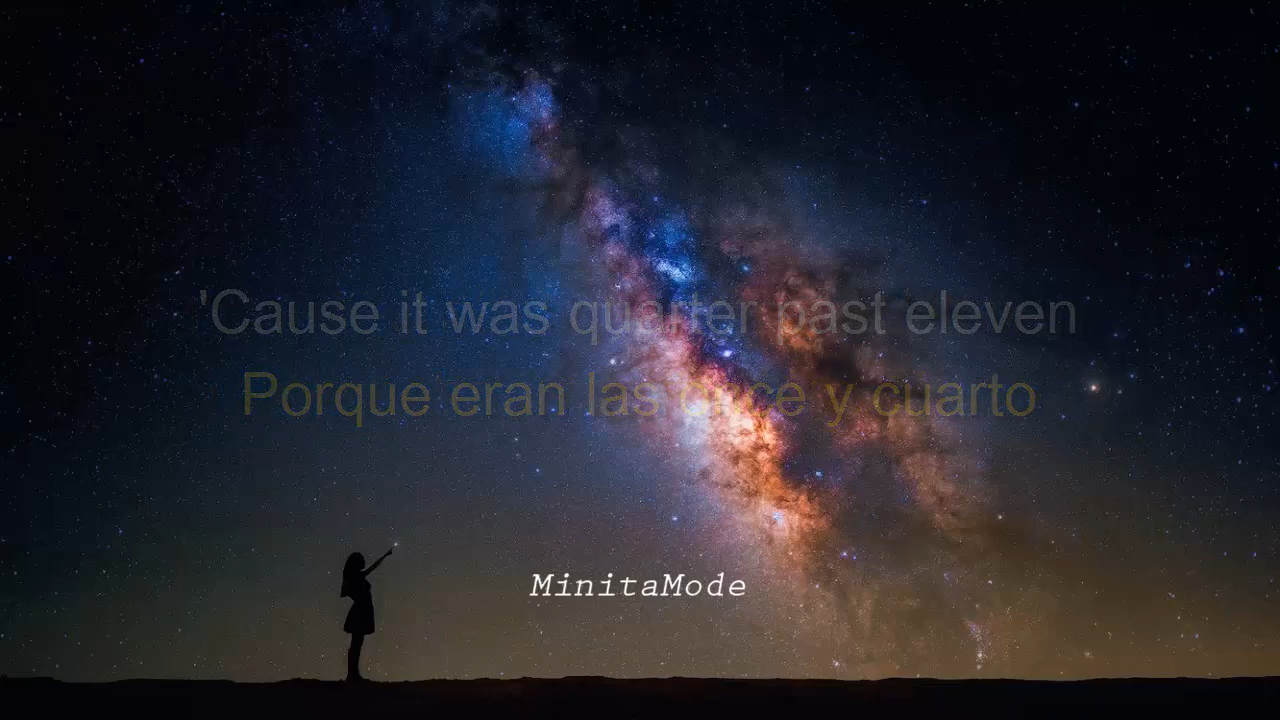 'Cause it was quarter past eleven
Porque eran las once y cuarto
MinitaMode